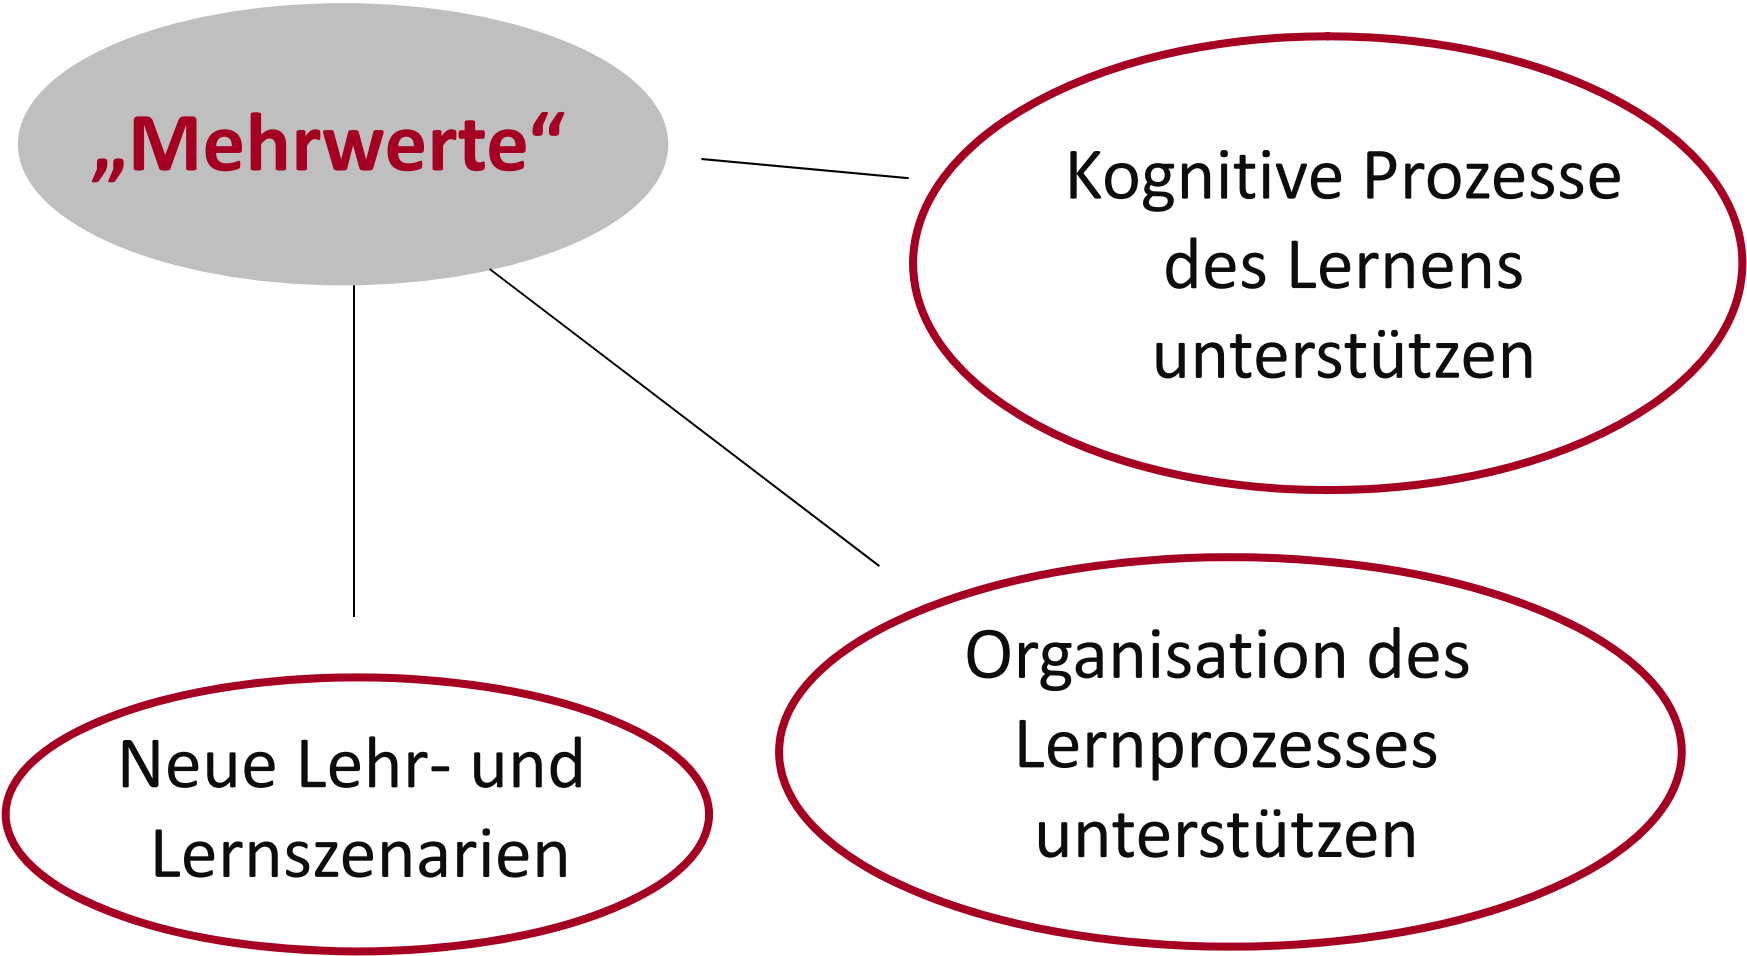 „Mehrwerte“
Kognitive Prozesse
des Lernens
unterstützen
Organisation des
Lernprozesses
unterstützen
Neue Lehr- und
Lernszenarien